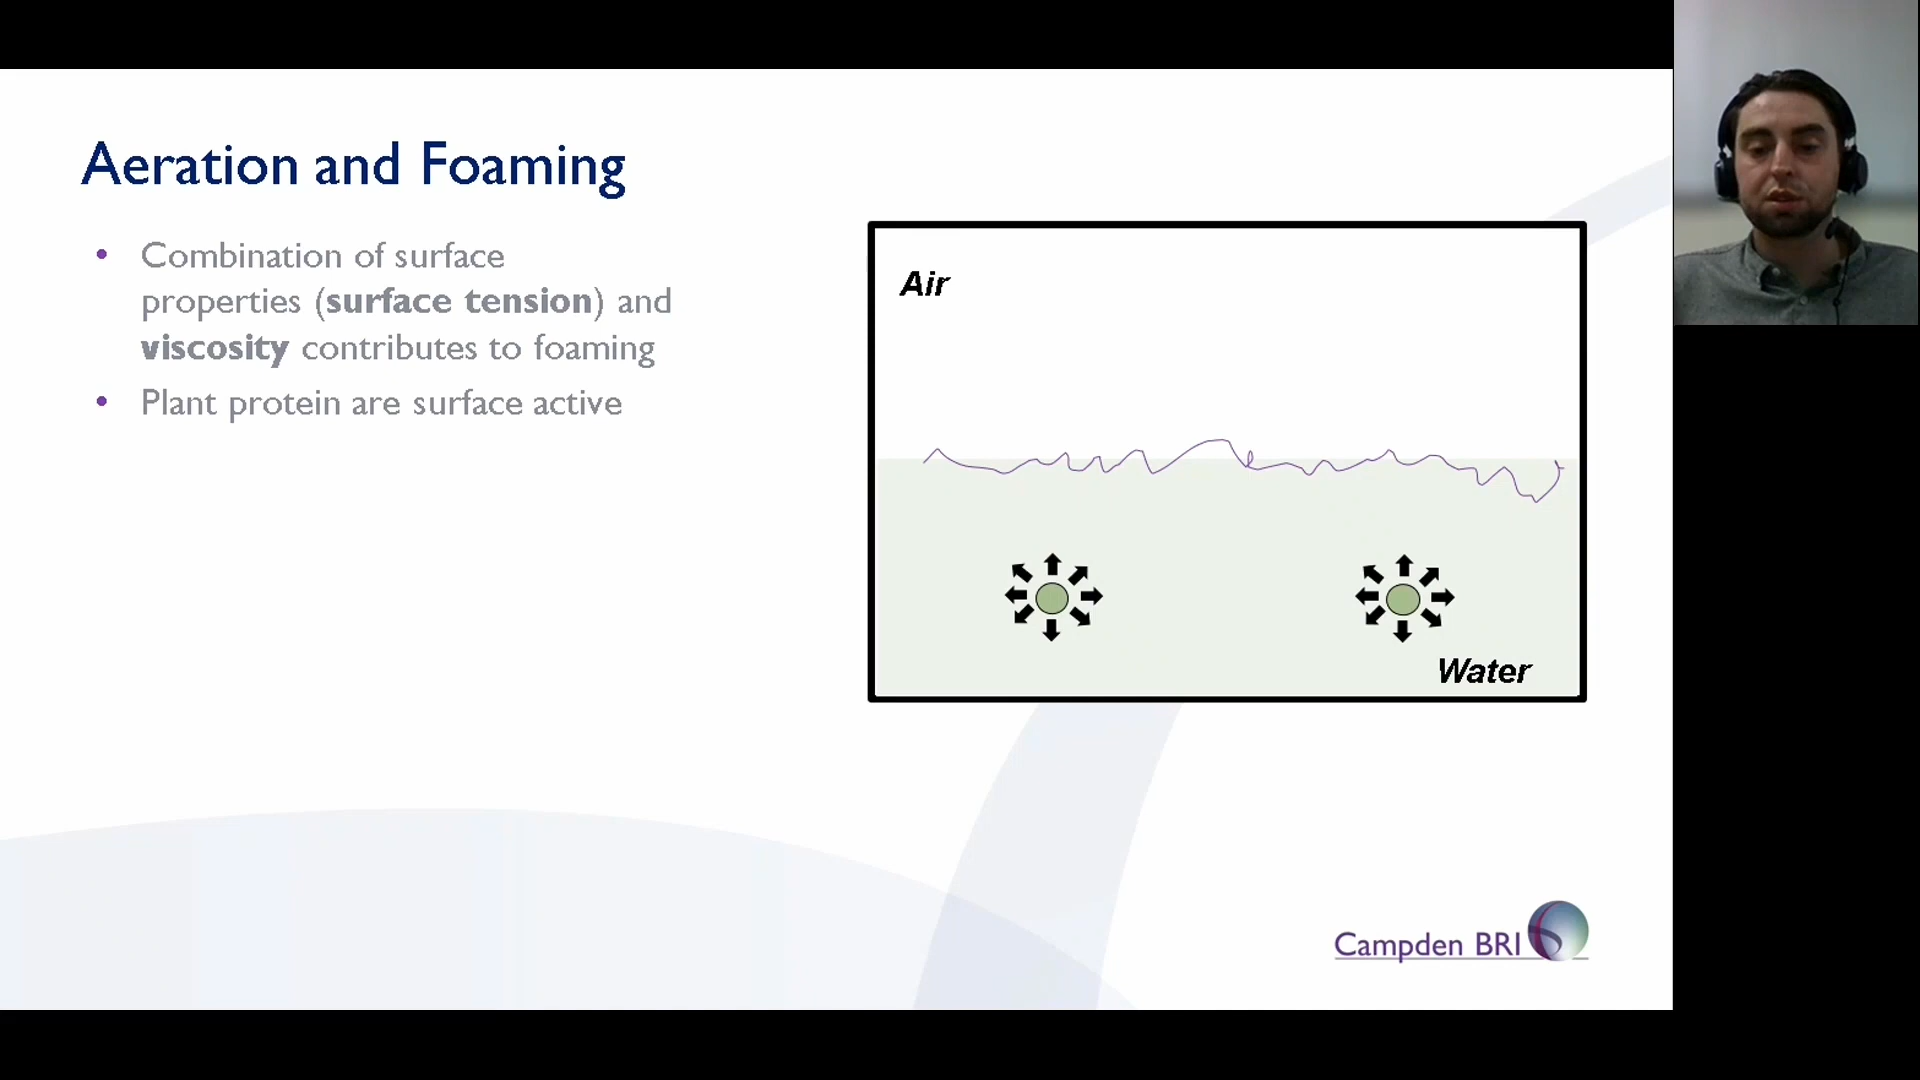 Aeration and Foaming
• Combination of surface
properties (surface tension) and
viscosity contributes to foaming
• Plant protein are surface active
Air
Water
Campden BRI